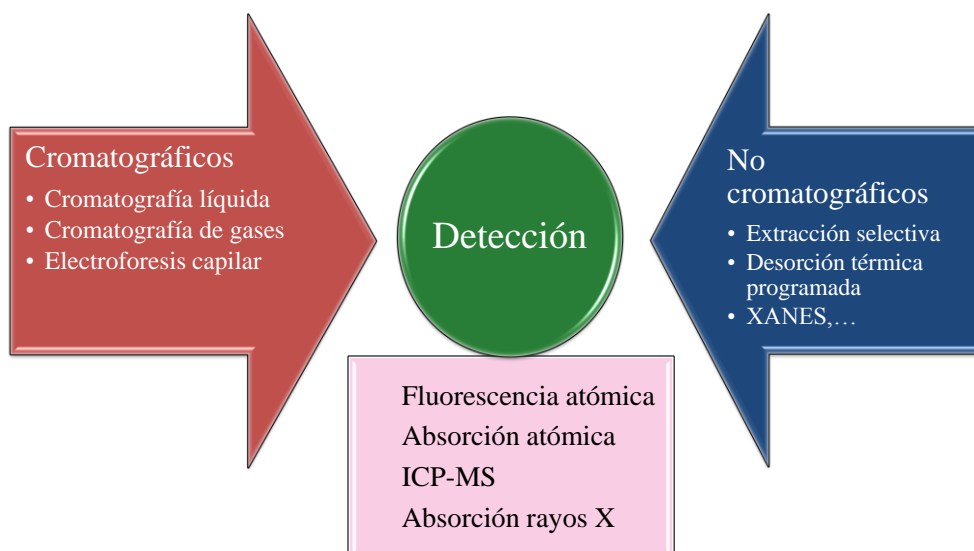 Cromatográficos
• Cromatografía líquida
• Cromatografía de gases
• Electroforesis capilar
Detección
No
cromatográficos
• Extracción selectiva
• Desorción térmica
programada
• XANES,…
Fluorescencia atómica
Absorción atómica
ICP-MS
Absorción rayos X